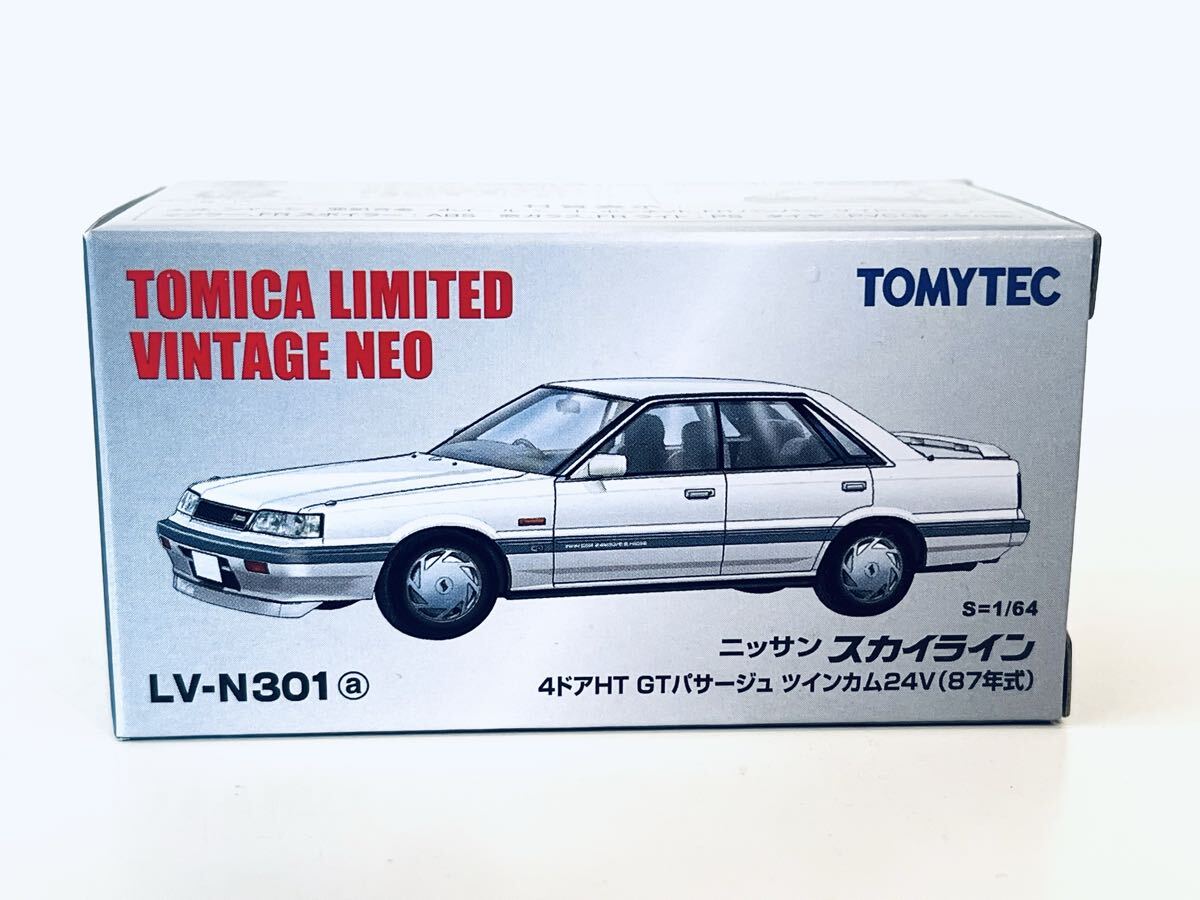 TOMICA LIMITED
VINTAGE NEO
TOMYTEC
S=1/64
ニッサン スカイライン
LV-N301 ⓐ
4ドアHT GTパサージュ ツインカム24V(87年式)